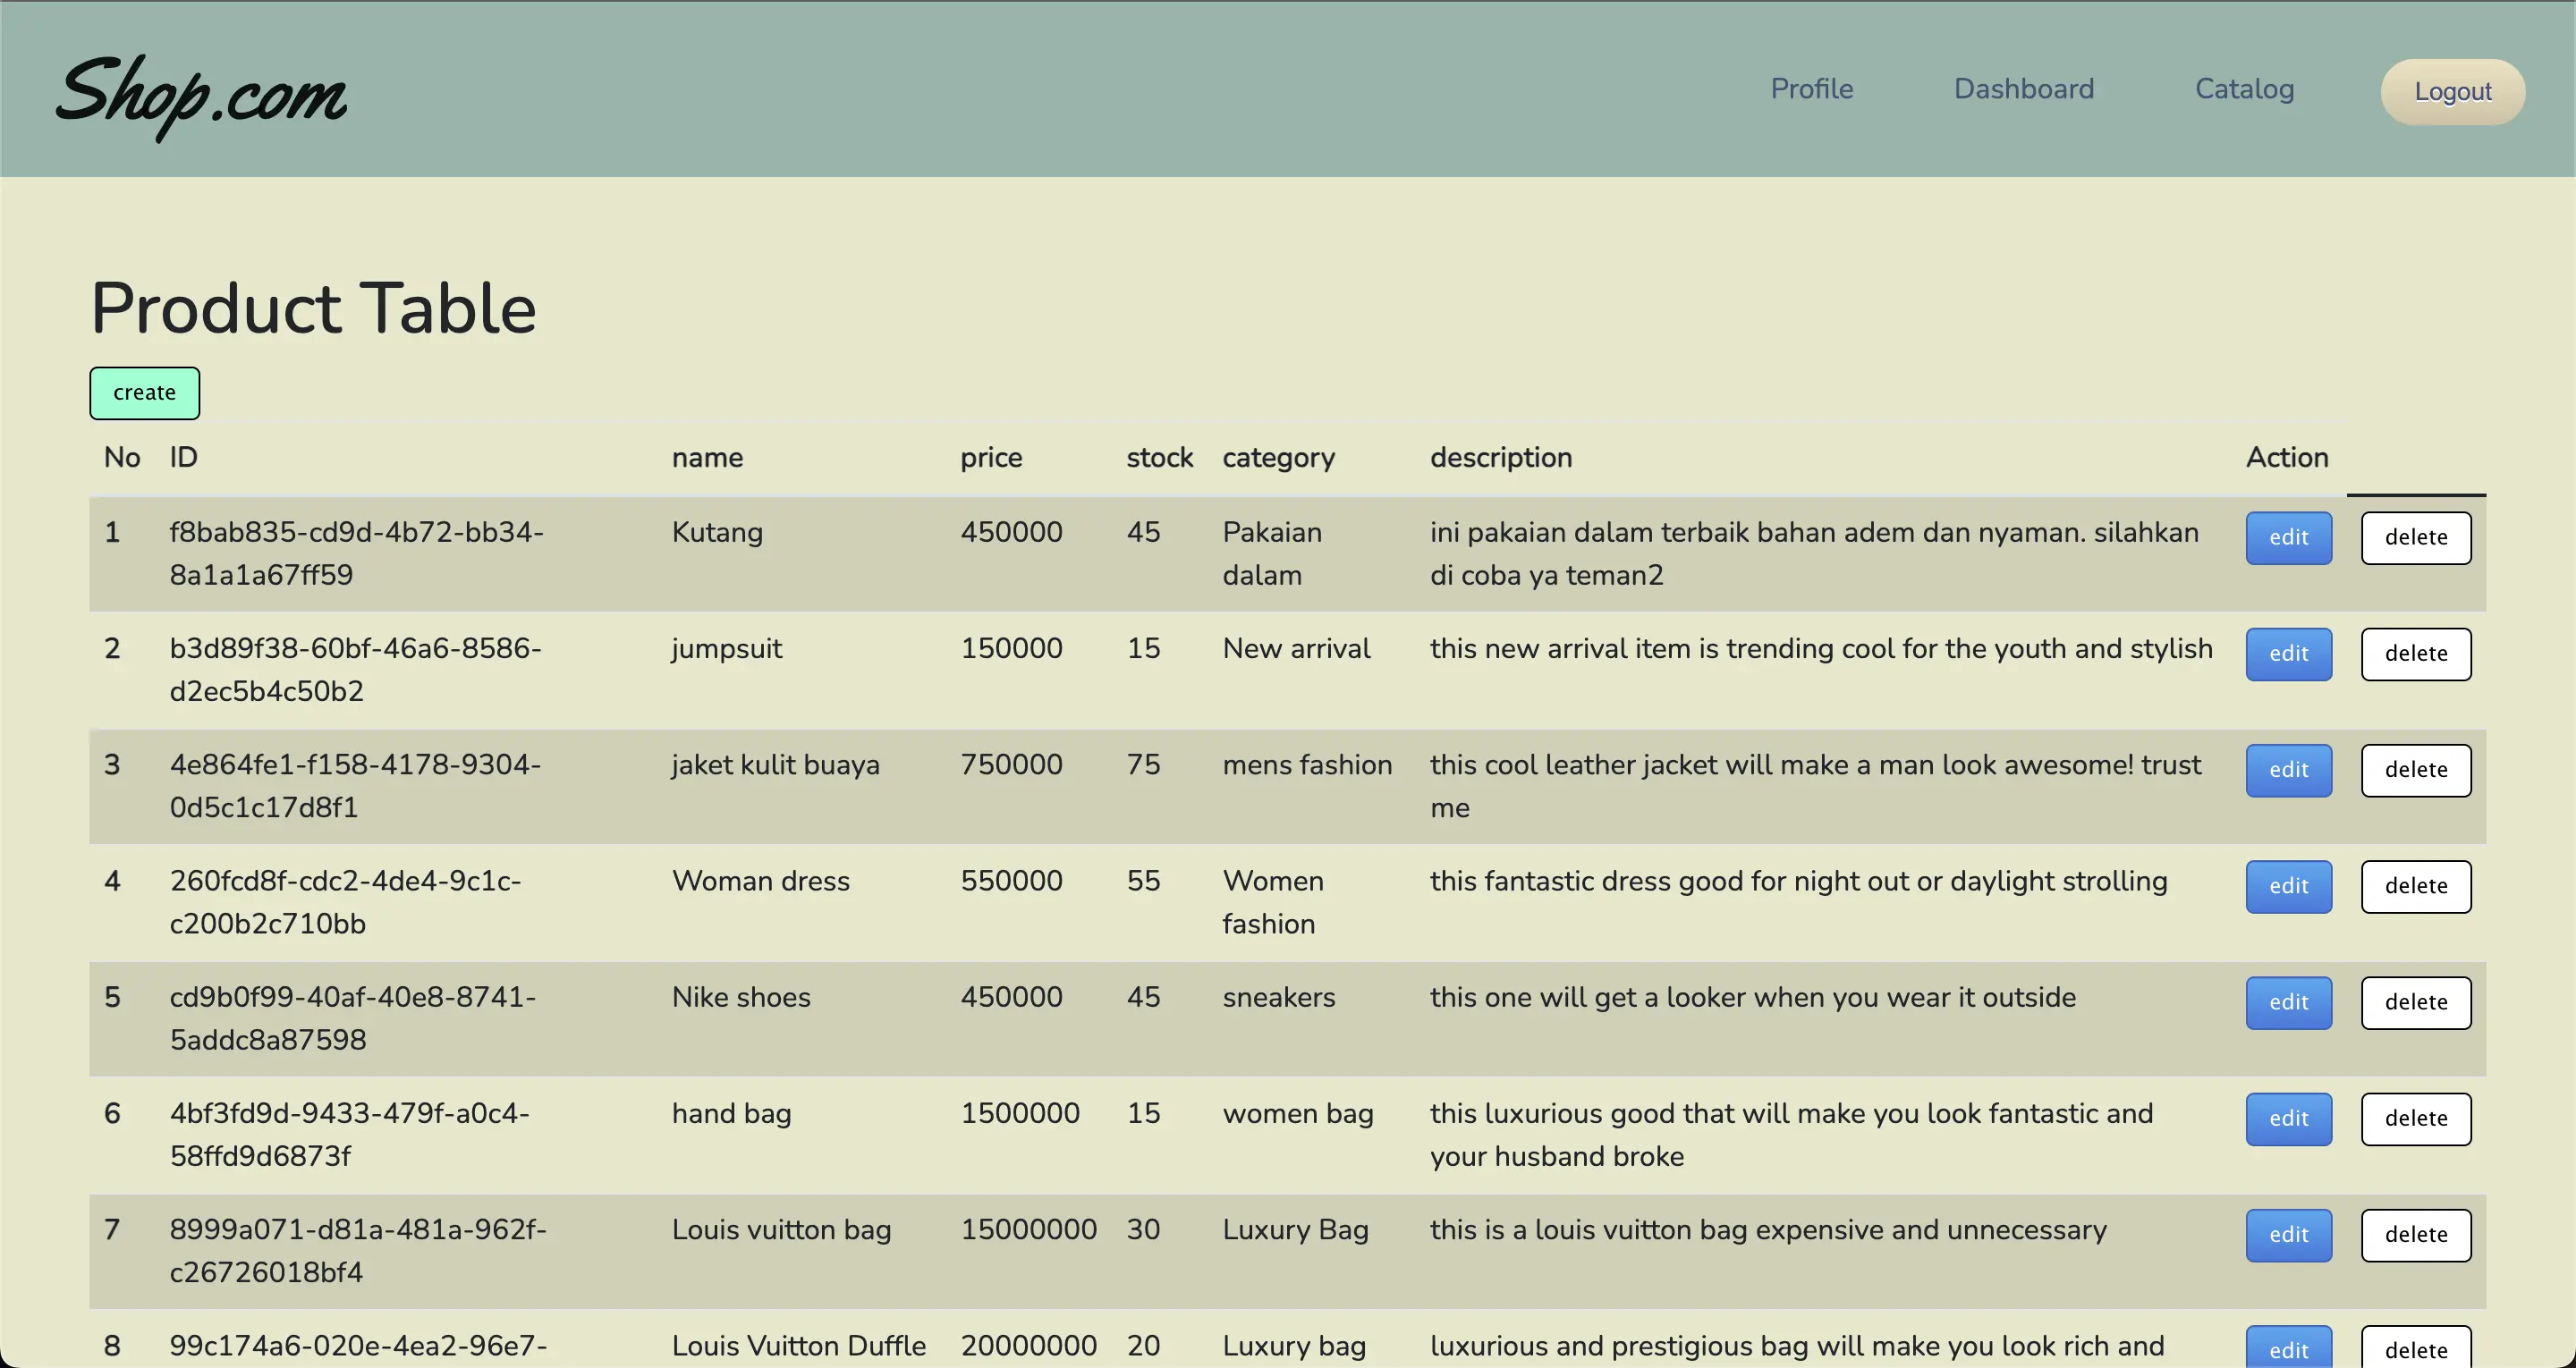 Shop.com
Profile Dashboard Catalog Logout
Product Table
create
No ID name price stock category description Action
1 f8bab835-cd9d-4b72-bb34- Kutang 450000 45 Pakaian ini pakaian dalam terbaik bahan adem dan nyaman. silahkan edit delete
8a1a1a67ff59 dalam di coba ya teman2
2 b3d89f38-60bf-46a6-8586- jumpsuit 150000 15 New arrival this new arrival item is trending cool for the youth and stylish edit delete
d2ec5b4c50b2
3 4e864fe1-f158-4178-9304- jaket kulit buaya 750000 75 mens fashion this cool leather jacket will make a man look awesome! trust edit delete
0d5c1c17d8f1 me
4 260fcd8f-cdc2-4de4-9c1c- Woman dress 550000 55 Women this fantastic dress good for night out or daylight strolling edit delete
c200b2c710bb fashion
5 cd9b0f99-40af-40e8-8741- Nike shoes 450000 45 sneakers this one will get a looker when you wear it outside edit delete
5addc8a87598
6 4bf3fd9d-9433-479f-a0c4- hand bag 1500000 15 women bag this luxurious good that will make you look fantastic and edit delete
58ffd9d6873f your husband broke
7 8999a071-d81a-481a-962f- Louis vuitton bag 15000000 30 Luxury Bag this is a louis vuitton bag expensive and unnecessary edit delete
c26726018bf4
8 99c174a6-020e-4ea2-96e7- Louis Vuitton Duffle 20000000 20 Luxury bag luxurious and prestigious bag will make you look rich and edit delete